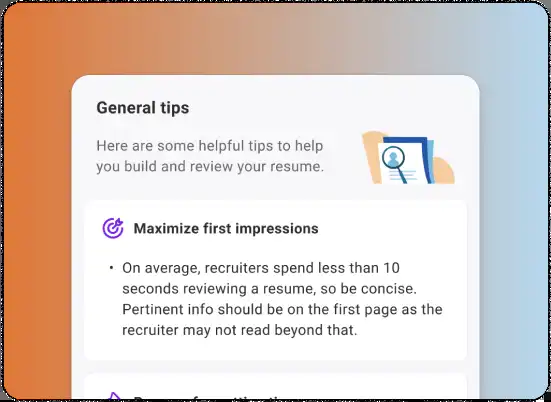 General tips
Here are some helpful tips to help
you build and review your resume.
Maximize first impressions
• On average, recruiters spend less than 10
seconds reviewing a resume, so be concise.
Pertinent info should be on the first page as the
recruiter may not read beyond that.